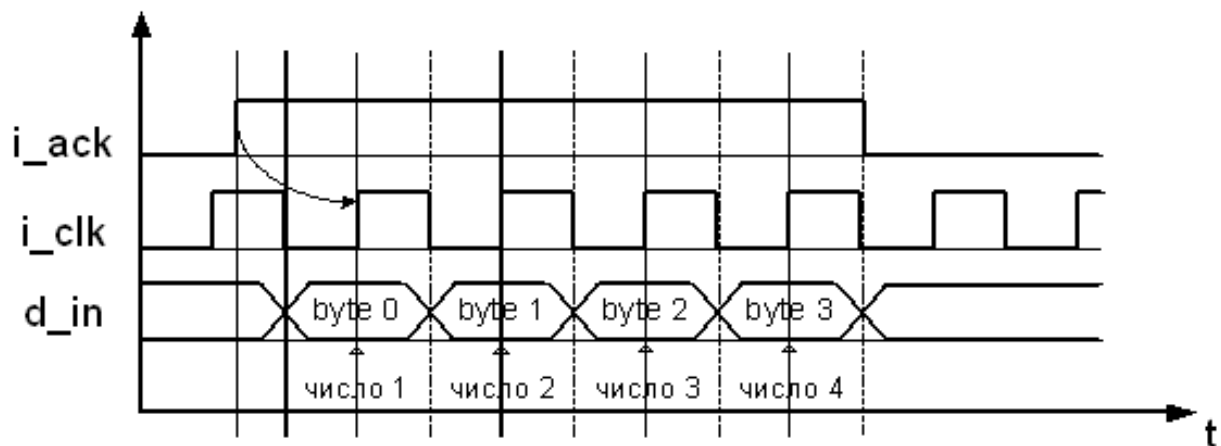 i_ack
i_clk
d_in
byte 0 byte 1 byte 2 byte 3
число 1 число 2 число 3 число 4
t